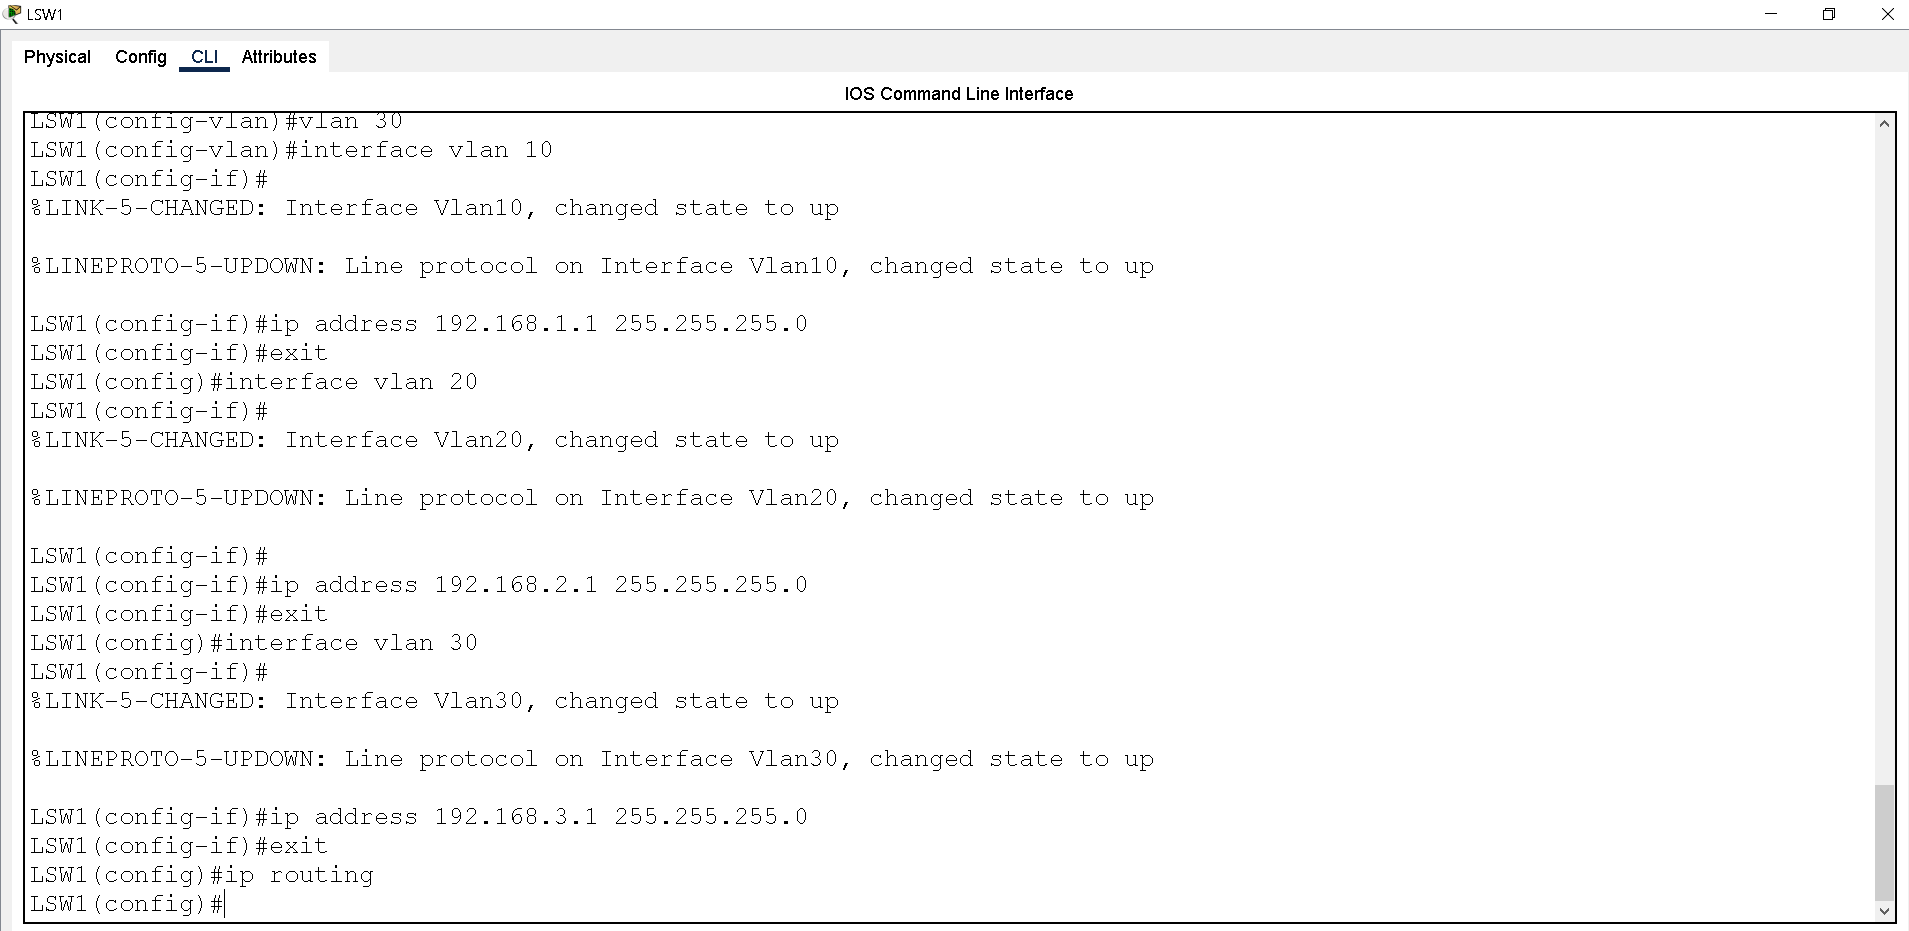 LSW1
Physical Config CLI Attributes
IOS Command Line Interface
LSW1(config-vlan)#vlan 30
LSW1(config-vlan)#interface vlan 10
LSW1(config-if)#
%LINK-5-CHANGED: Interface Vlan10, changed state to up
%LINEPROTO-5-UPDOWN: Line protocol on Interface Vlan10, changed state to up
LSW1(config-if)#ip address 192.168.1.1 255.255.255.0
LSW1(config-if)#exit
LSW1(config)#interface vlan 20
LSW1(config-if)#
%LINK-5-CHANGED: Interface Vlan20, changed state to up
%LINEPROTO-5-UPDOWN: Line protocol on Interface Vlan20, changed state to up
LSW1(config-if)#
LSW1(config-if)#ip address 192.168.2.1 255.255.255.0
LSW1(config-if)#exit
LSW1(config)#interface vlan 30
LSW1(config-if)#
%LINK-5-CHANGED: Interface Vlan30, changed state to up
%LINEPROTO-5-UPDOWN: Line protocol on Interface Vlan30, changed state to up
LSW1(config-if)#ip address 192.168.3.1 255.255.255.0
LSW1(config-if)#exit
LSW1(config)#ip routing
LSW1(config)#